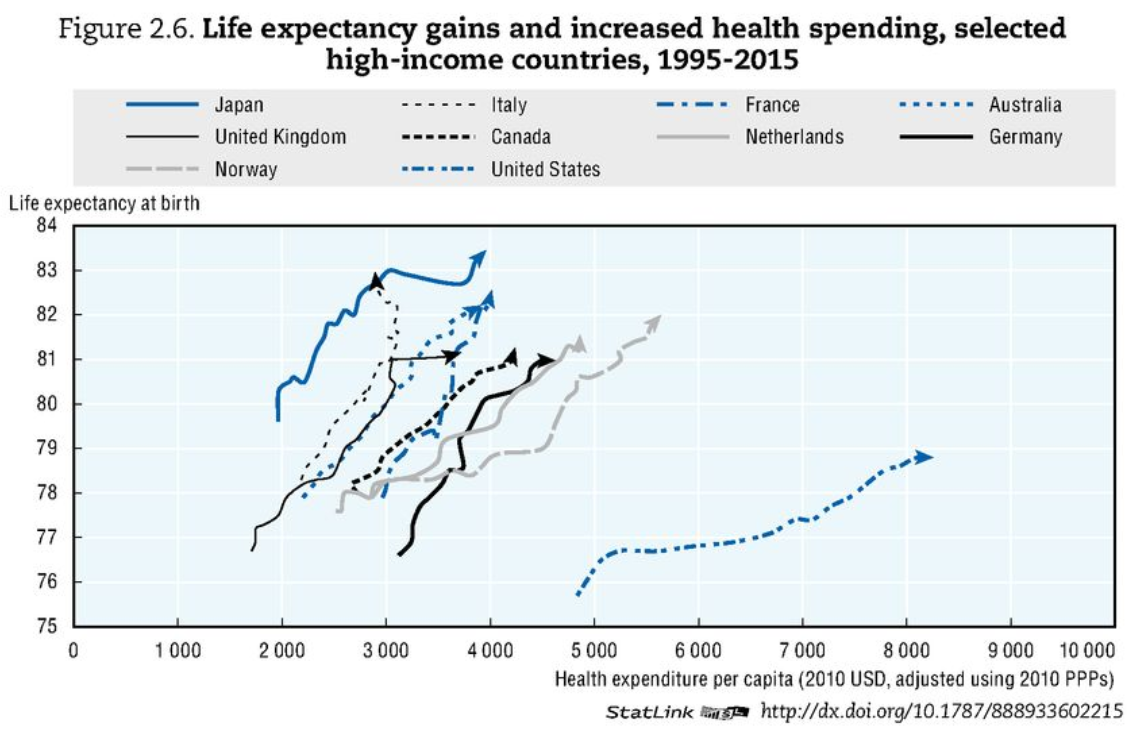 Figure 2.6. Life expectancy gains and increased health spending, selected
high-income countries, 1995-2015
Japan Italy France Australia
United Kingdom Canada Netherlands Germany
Norway United States
Life expectancy at birth
84
83
82
81
80
79
78
77
76
75
0 1 000 2 000 3 000 4 000 5 000 6 000 7 000 8 000 9 000 10 000
Health expenditure per capita (2010 USD, adjusted using 2010 PPPs)
StatLink http://dx.doi.org/10.1787/888933602215